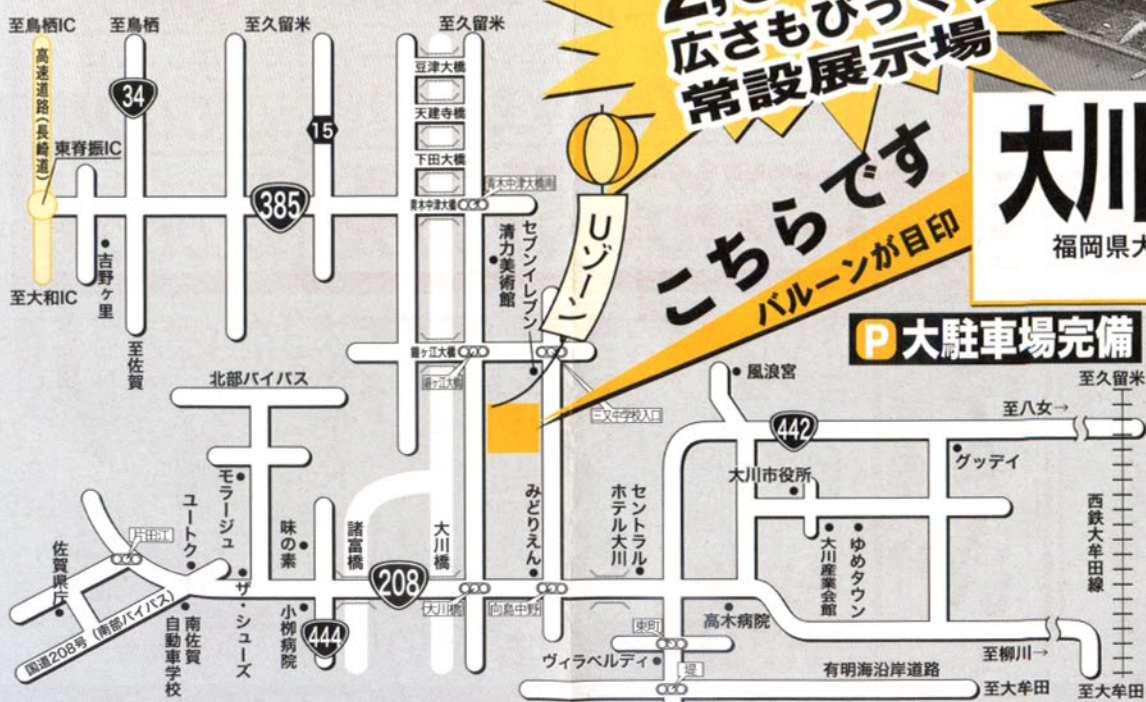 2,
広さもびっく
常設展示場
こちらです
バルーンが目印
Uゾーン
大川
福岡県大
P 大駐車場完備
至鳥栖IC
至鳥栖
至久留米
至久留米
高速道路(長崎道)
34
15
豆津大橋
天建寺橋
下田大橋
東脊振IC
385
青木中津大橋
青木中津大橋南
吉野ヶ里
至大和IC
至佐賀
清力美術館
セブンイレブン
鐘ヶ江大橋
鐘ヶ江大橋
三又中学校入口
北部バイパス
風浪宮
至久留米
至八女→
442
グッデイ
大川市役所
モラージュ
ユートク
味の素
諸富橋
大川橋
みどりえん
セントラル
ホテル大川
大川産業会館
ゆめタウン
西鉄大牟田線
片田江
佐賀県庁
208
大川橋
向島中野
国道208号(南部バイパス)
南佐賀
自動車学校
ザ・シューズ
小栁病院
444
東町
高木病院
ヴィラベルディ
堤
有明海沿岸道路
至柳川→
至大牟田
至大牟田